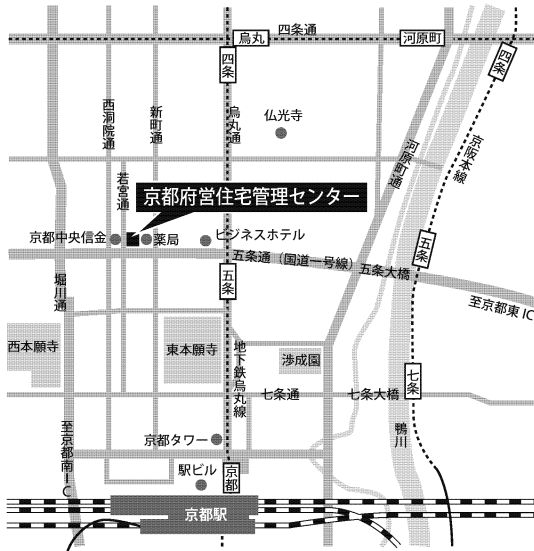 四条通
烏丸
河原町
四条
四条
西洞院通
新町通
烏丸通
仏光寺
京阪本線
河原町通
若宮通
京都府営住宅管理センター
京都中央信金
薬局
ビジネスホテル
五条
五条通（国道一号線）
五条大橋
五条
堀川通
至京都東IC
西本願寺
東本願寺
地下鉄烏丸線
渉成園
七条
七条通
七条大橋
鴨川
至京都南IC
京都タワー
駅ビル
京都
京都駅